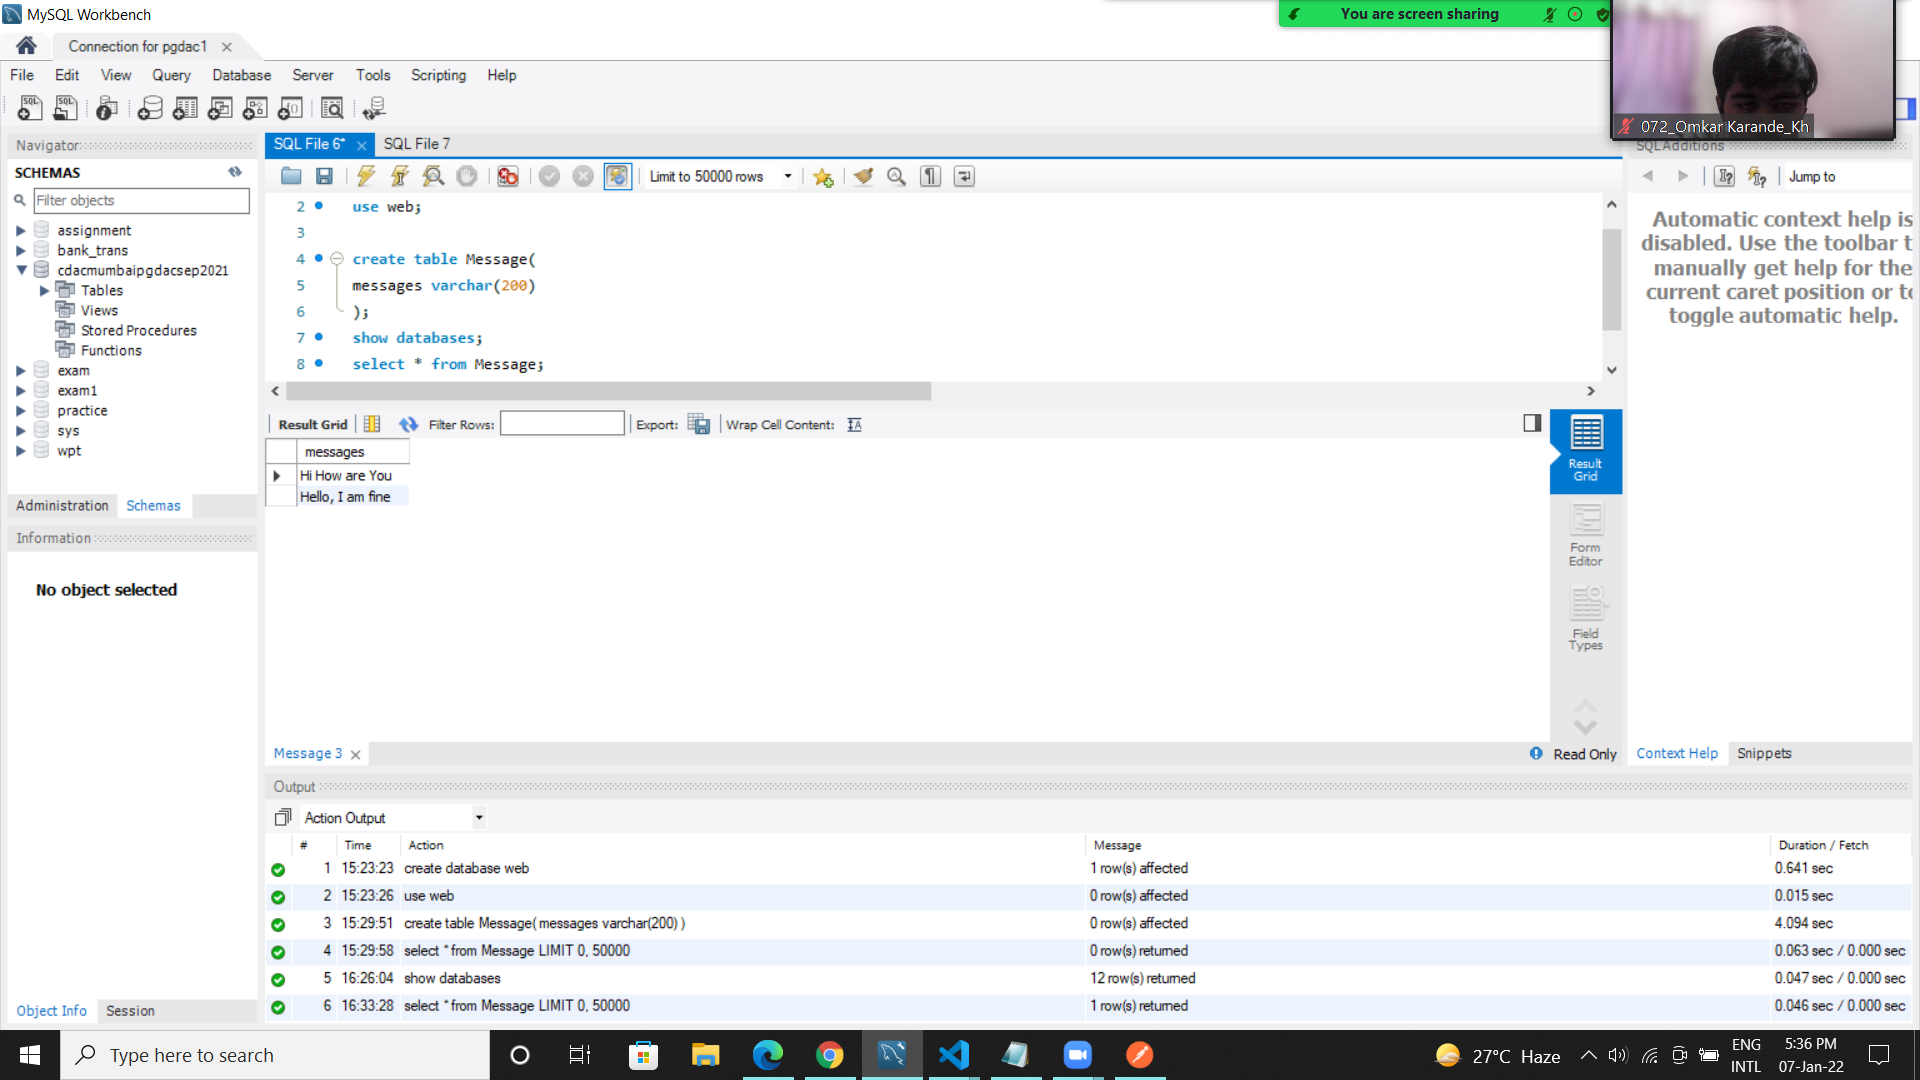 MySQL Workbench
You are screen sharing
Connection for pgdac1
File Edit View Query Database Server Tools Scripting Help
072_Omkar Karande_Kh
Navigator
SCHEMAS
Filter objects
assignment
bank_trans
cdacmumbaipgdacsep2021
Tables
Views
Stored Procedures
Functions
exam
exam1
practice
sys
wpt
Administration Schemas
Information
No object selected
Object Info Session
SQL File 6* SQL File 7
Limit to 50000 rows
2 use web;
3
4 create table Message(
5 messages varchar(200)
6 );
7 show databases;
8 select * from Message;
Result Grid Filter Rows: Export: Wrap Cell Content:
messages
Hi How are You
Hello, I am fine
Result Grid
Form Editor
Field Types
Message 3
Read Only
SQLAdditions
Jump to
Automatic context help is
disabled. Use the toolbar t
manually get help for the
current caret position or to
toggle automatic help.
Context Help Snippets
Output
Action Output
# Time Action Message Duration / Fetch
1 15:23:23 create database web 1 row(s) affected 0.641 sec
2 15:23:26 use web 0 row(s) affected 0.015 sec
3 15:29:51 create table Message( messages varchar(200) ) 0 row(s) affected 4.094 sec
4 15:29:58 select * from Message LIMIT 0, 50000 0 row(s) returned 0.063 sec / 0.000 sec
5 16:26:04 show databases 12 row(s) returned 0.047 sec / 0.000 sec
6 16:33:28 select * from Message LIMIT 0, 50000 1 row(s) returned 0.046 sec / 0.000 sec
Type here to search
27°C Haze
ENG
INTL
5:36 PM
07-Jan-22